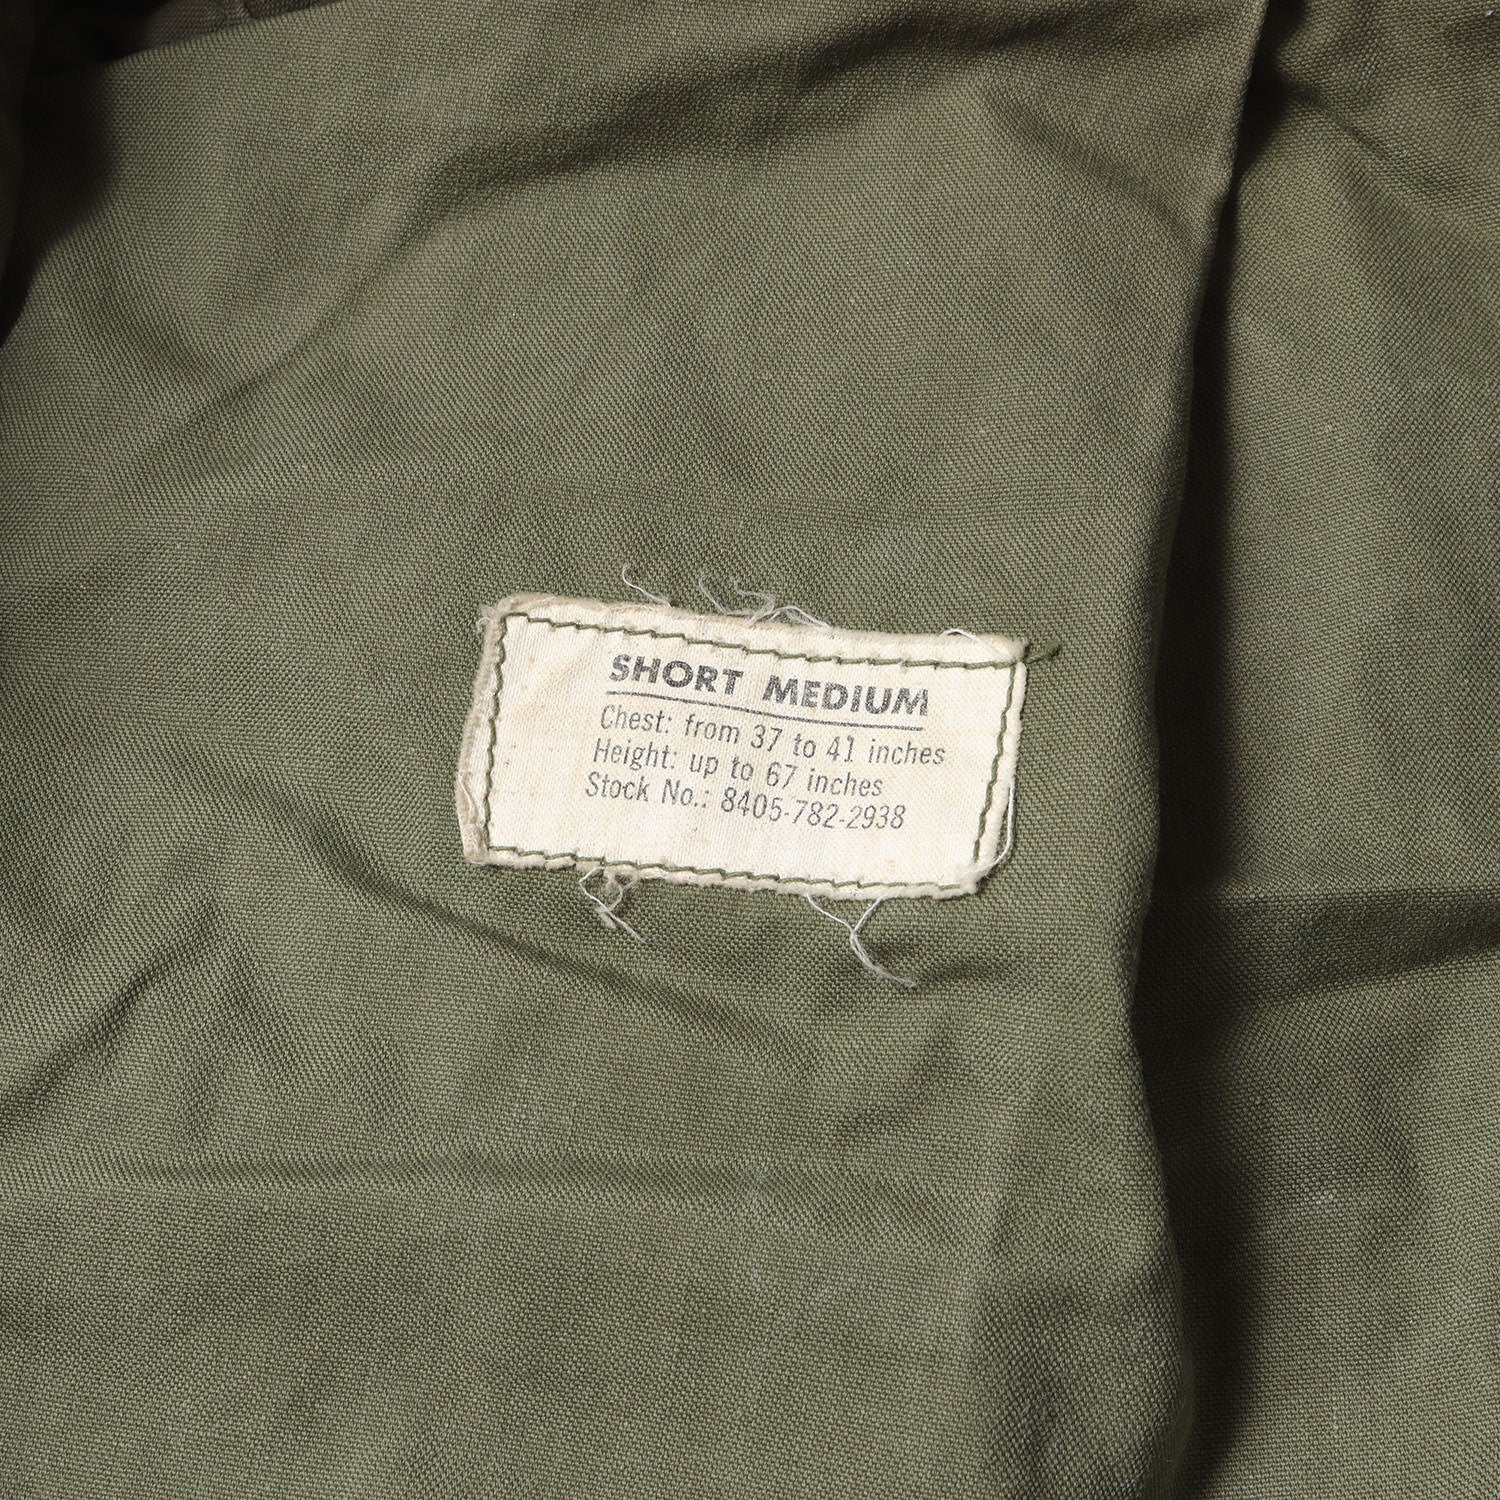 SHORT MEDIUM
Chest: from 37 to 41 inches
Height: up to 67 inches
Stock No.: 8405-782-2938